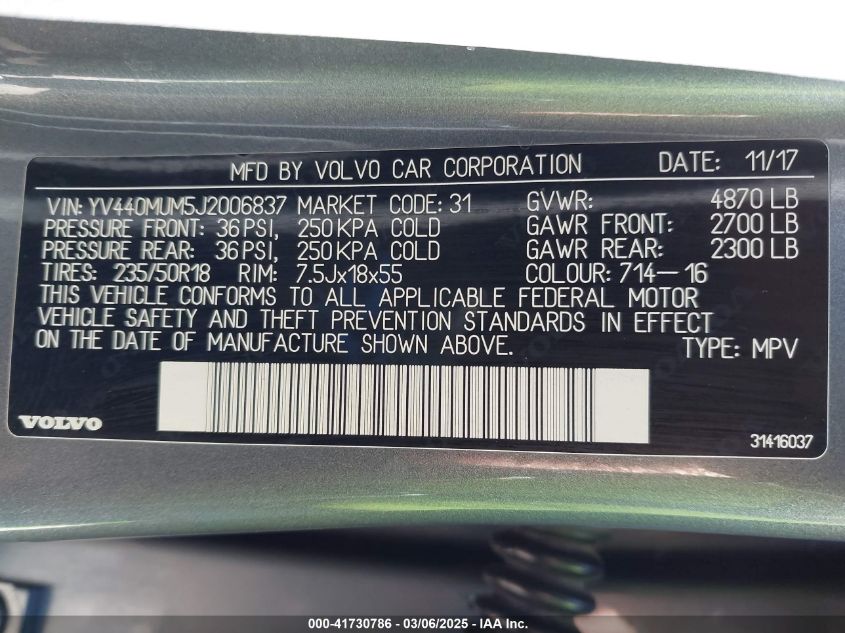 MFD BY VOLVO CAR CORPORATION DATE: 11/17
VIN: YV440MUM5J2006837 MARKET CODE: 31 GVWR: 4870 LB
PRESSURE FRONT: 36 PSI, 250 KPA COLD GAWR FRONT: 2700 LB
PRESSURE REAR: 36 PSI, 250 KPA COLD GAWR REAR: 2300 LB
TIRES: 235/50R18 RIM: 7.5Jx18x55 COLOUR: 714-16
THIS VEHICLE CONFORMS TO ALL APPLICABLE FEDERAL MOTOR
VEHICLE SAFETY AND THEFT PREVENTION STANDARDS IN EFFECT
ON THE DATE OF MANUFACTURE SHOWN ABOVE. TYPE: MPV
VOLVO 31416037
000-41730786 - 03/06/2025 - IAA Inc.